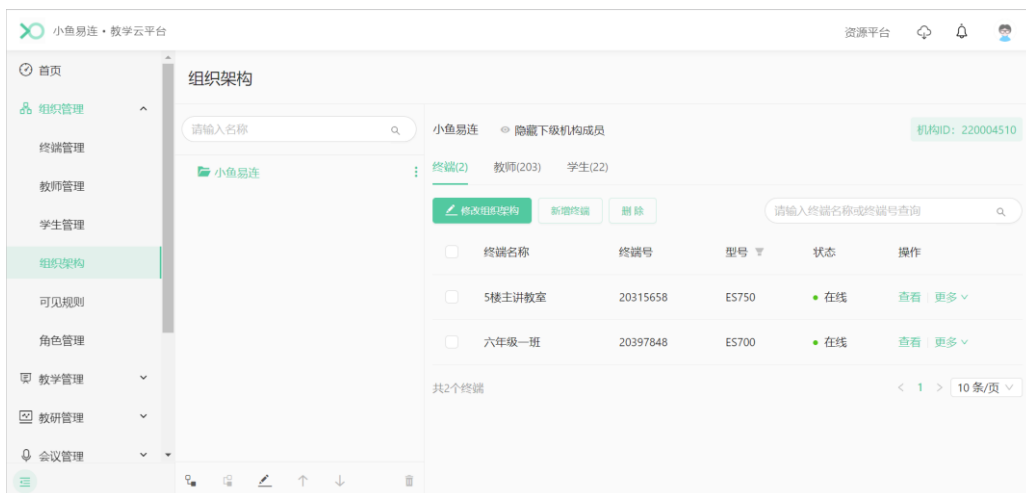 小鱼易连·教学云平台
资源平台
首页
组织管理
终端管理
教师管理
学生管理
组织架构
可见规则
角色管理
教学管理
教研管理
会议管理
组织架构
请输入名称
小鱼易连
小鱼易连 隐藏下级机构成员
机构ID: 220004510
终端(2) 教师(203) 学生(22)
修改组织架构 新增终端 删 除 请输入终端名称或终端号查询
终端名称 终端号 型号 状态 操作
5楼主讲教室 20315658 ES750 在线 查看 更多
六年级一班 20397848 ES700 在线 查看 更多
共2个终端 < 1 > 10 条/页